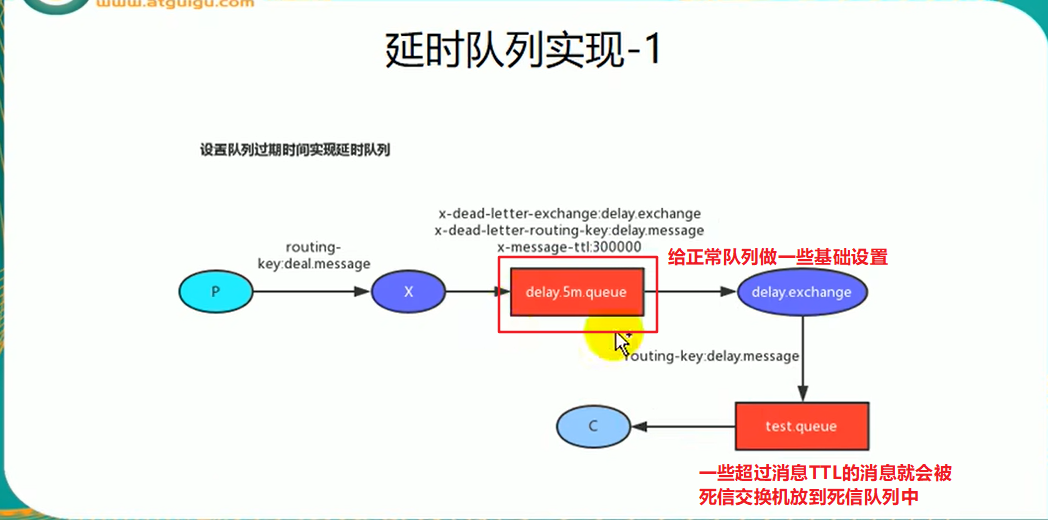 www.atguigu.com
延时队列实现-1
设置队列过期时间实现延时队列
x-dead-letter-exchange:delay.exchange
x-dead-letter-routing-key:delay.message
x-message-ttl:300000
routing-
key:deal.message
给正常队列做一些基础设置
P
X
delay.5m.queue
delay.exchange
routing-key:delay.message
C
test.queue
一些超过消息TTL的消息就会被
死信交换机放到死信队列中